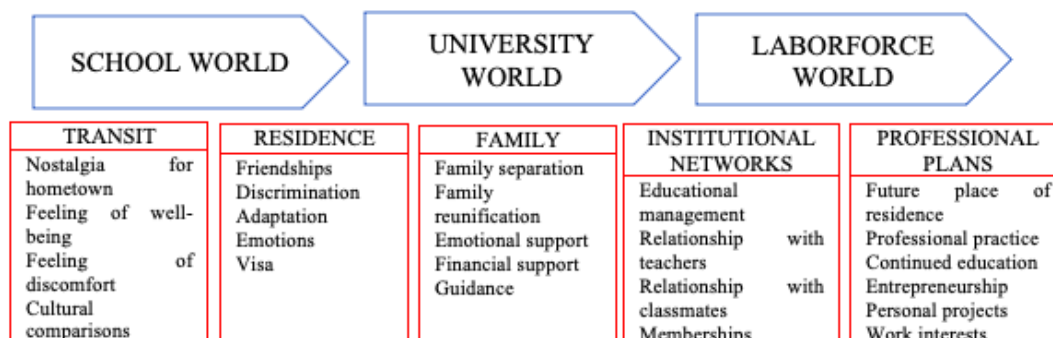 SCHOOL WORLD
UNIVERSITY
WORLD
LABORFORCE
WORLD
TRANSIT
Nostalgia for
hometown
Feeling of well-
being
Feeling of
discomfort
Cultural
comparisons
RESIDENCE
Friendships
Discrimination
Adaptation
Emotions
Visa
FAMILY
Family separation
Family
reunification
Emotional support
Financial support
Guidance
INSTITUTIONAL
NETWORKS
Educational
management
Relationship with
teachers
Relationship with
classmates
Memberships
PROFESSIONAL
PLANS
Future place of
residence
Professional practice
Continued education
Entrepreneurship
Personal projects
Work interests